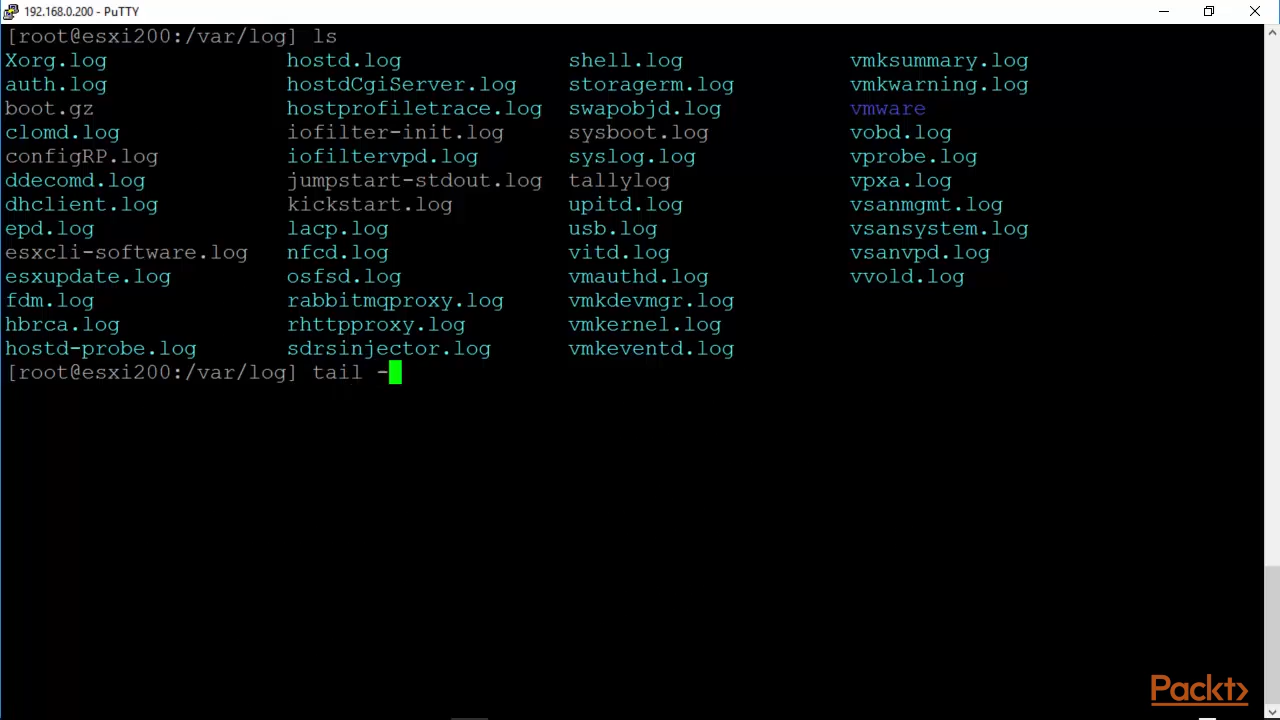 192.168.0.200 - PuTTY
[root@esxi200:/var/log] ls
Xorg.log hostd.log shell.log vmksummary.log
auth.log hostdCgiServer.log storagerm.log vmkwarning.log
boot.gz hostprofiletrace.log swapobjd.log vmware
clomd.log iofilter-init.log sysboot.log vobd.log
configRP.log iofiltervpd.log syslog.log vprobe.log
ddecomd.log jumpstart-stdout.log tallylog vpxa.log
dhclient.log kickstart.log upitd.log vsanmgmt.log
epd.log lacp.log usb.log vsansystem.log
esxcli-software.log nfcd.log vitd.log vsanvpd.log
esxupdate.log osfsd.log vmauthd.log vvold.log
fdm.log rabbitmqproxy.log vmkdevmgr.log
hbrca.log rhttpproxy.log vmkernel.log
hostd-probe.log sdrsinjector.log vmkeventd.log
[root@esxi200:/var/log] tail -
Packt>